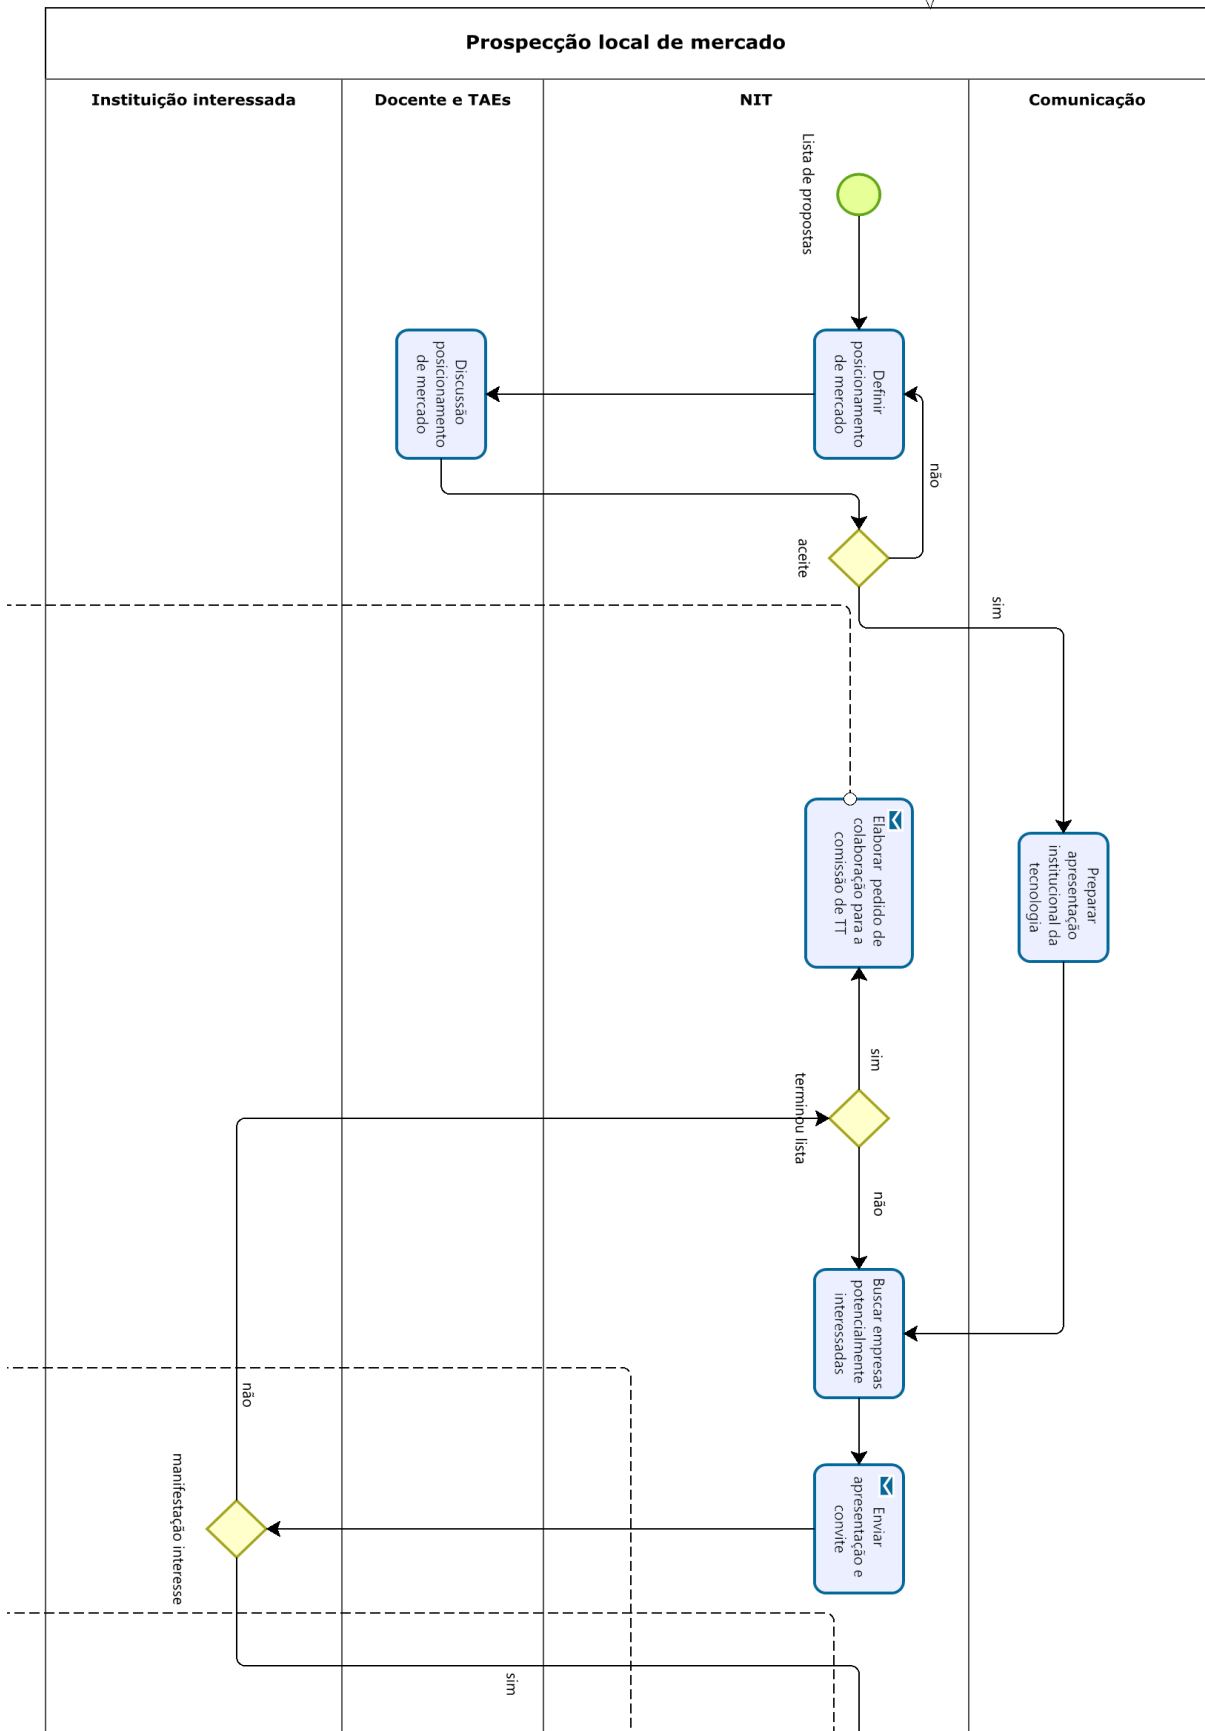 Prospecção local de mercado
Instituição interessada
Docente e TAEs
NIT
Comunicação
Lista de propostas
Definir
posicionamento
de mercado
Discussão
posicionamento
de mercado
não
aceite
sim
Elaborar pedido de
colaboração para a
comissão de TT
Preparar
apresentação
institucional da
tecnologia
sim
terminou lista
não
Buscar empresas
potencialmente
interessadas
não
manifestação interesse
Enviar
apresentação e
convite
sim